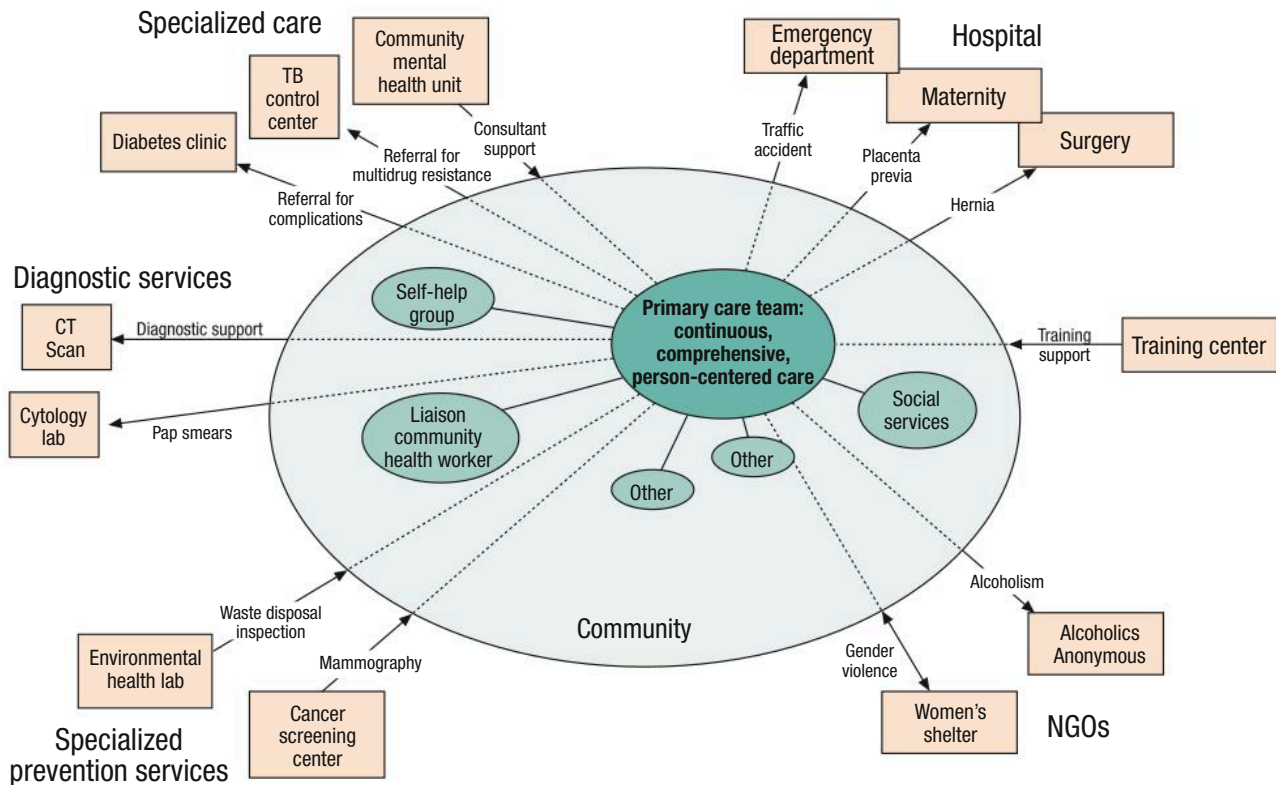 Specialized care
Community
mental
health unit
TB
control
center
Diabetes clinic
Consultant
support
Referral for
multidrug resistance
Referral for
complications
Emergency
department
Hospital
Maternity
Surgery
Traffic
accident
Placenta
previa
Hernia
Diagnostic services
CT
Scan
Diagnostic support
Cytology
lab
Pap smears
Self-help
group
Primary care team:
continuous,
comprehensive,
person-centered care
Liaison
community
health worker
Other
Other
Social
services
Training
support
Training center
Community
Waste disposal
inspection
Environmental
health lab
Mammography
Cancer
screening
center
Specialized
prevention services
Gender
violence
Women’s
shelter
Alcoholism
Alcoholics
Anonymous
NGOs